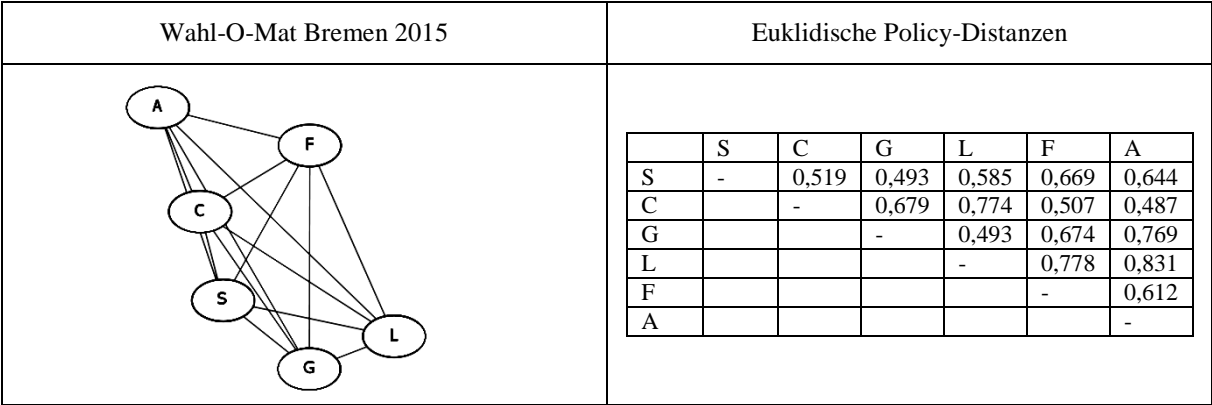 Wahl-O-Mat Bremen 2015
Euklidische Policy-Distanzen
A
F
C
S
L
G
S C G L F A
S - 0,519 0,493 0,585 0,669 0,644
C - 0,679 0,774 0,507 0,487
G - 0,493 0,674 0,769
L - 0,778 0,831
F - 0,612
A -